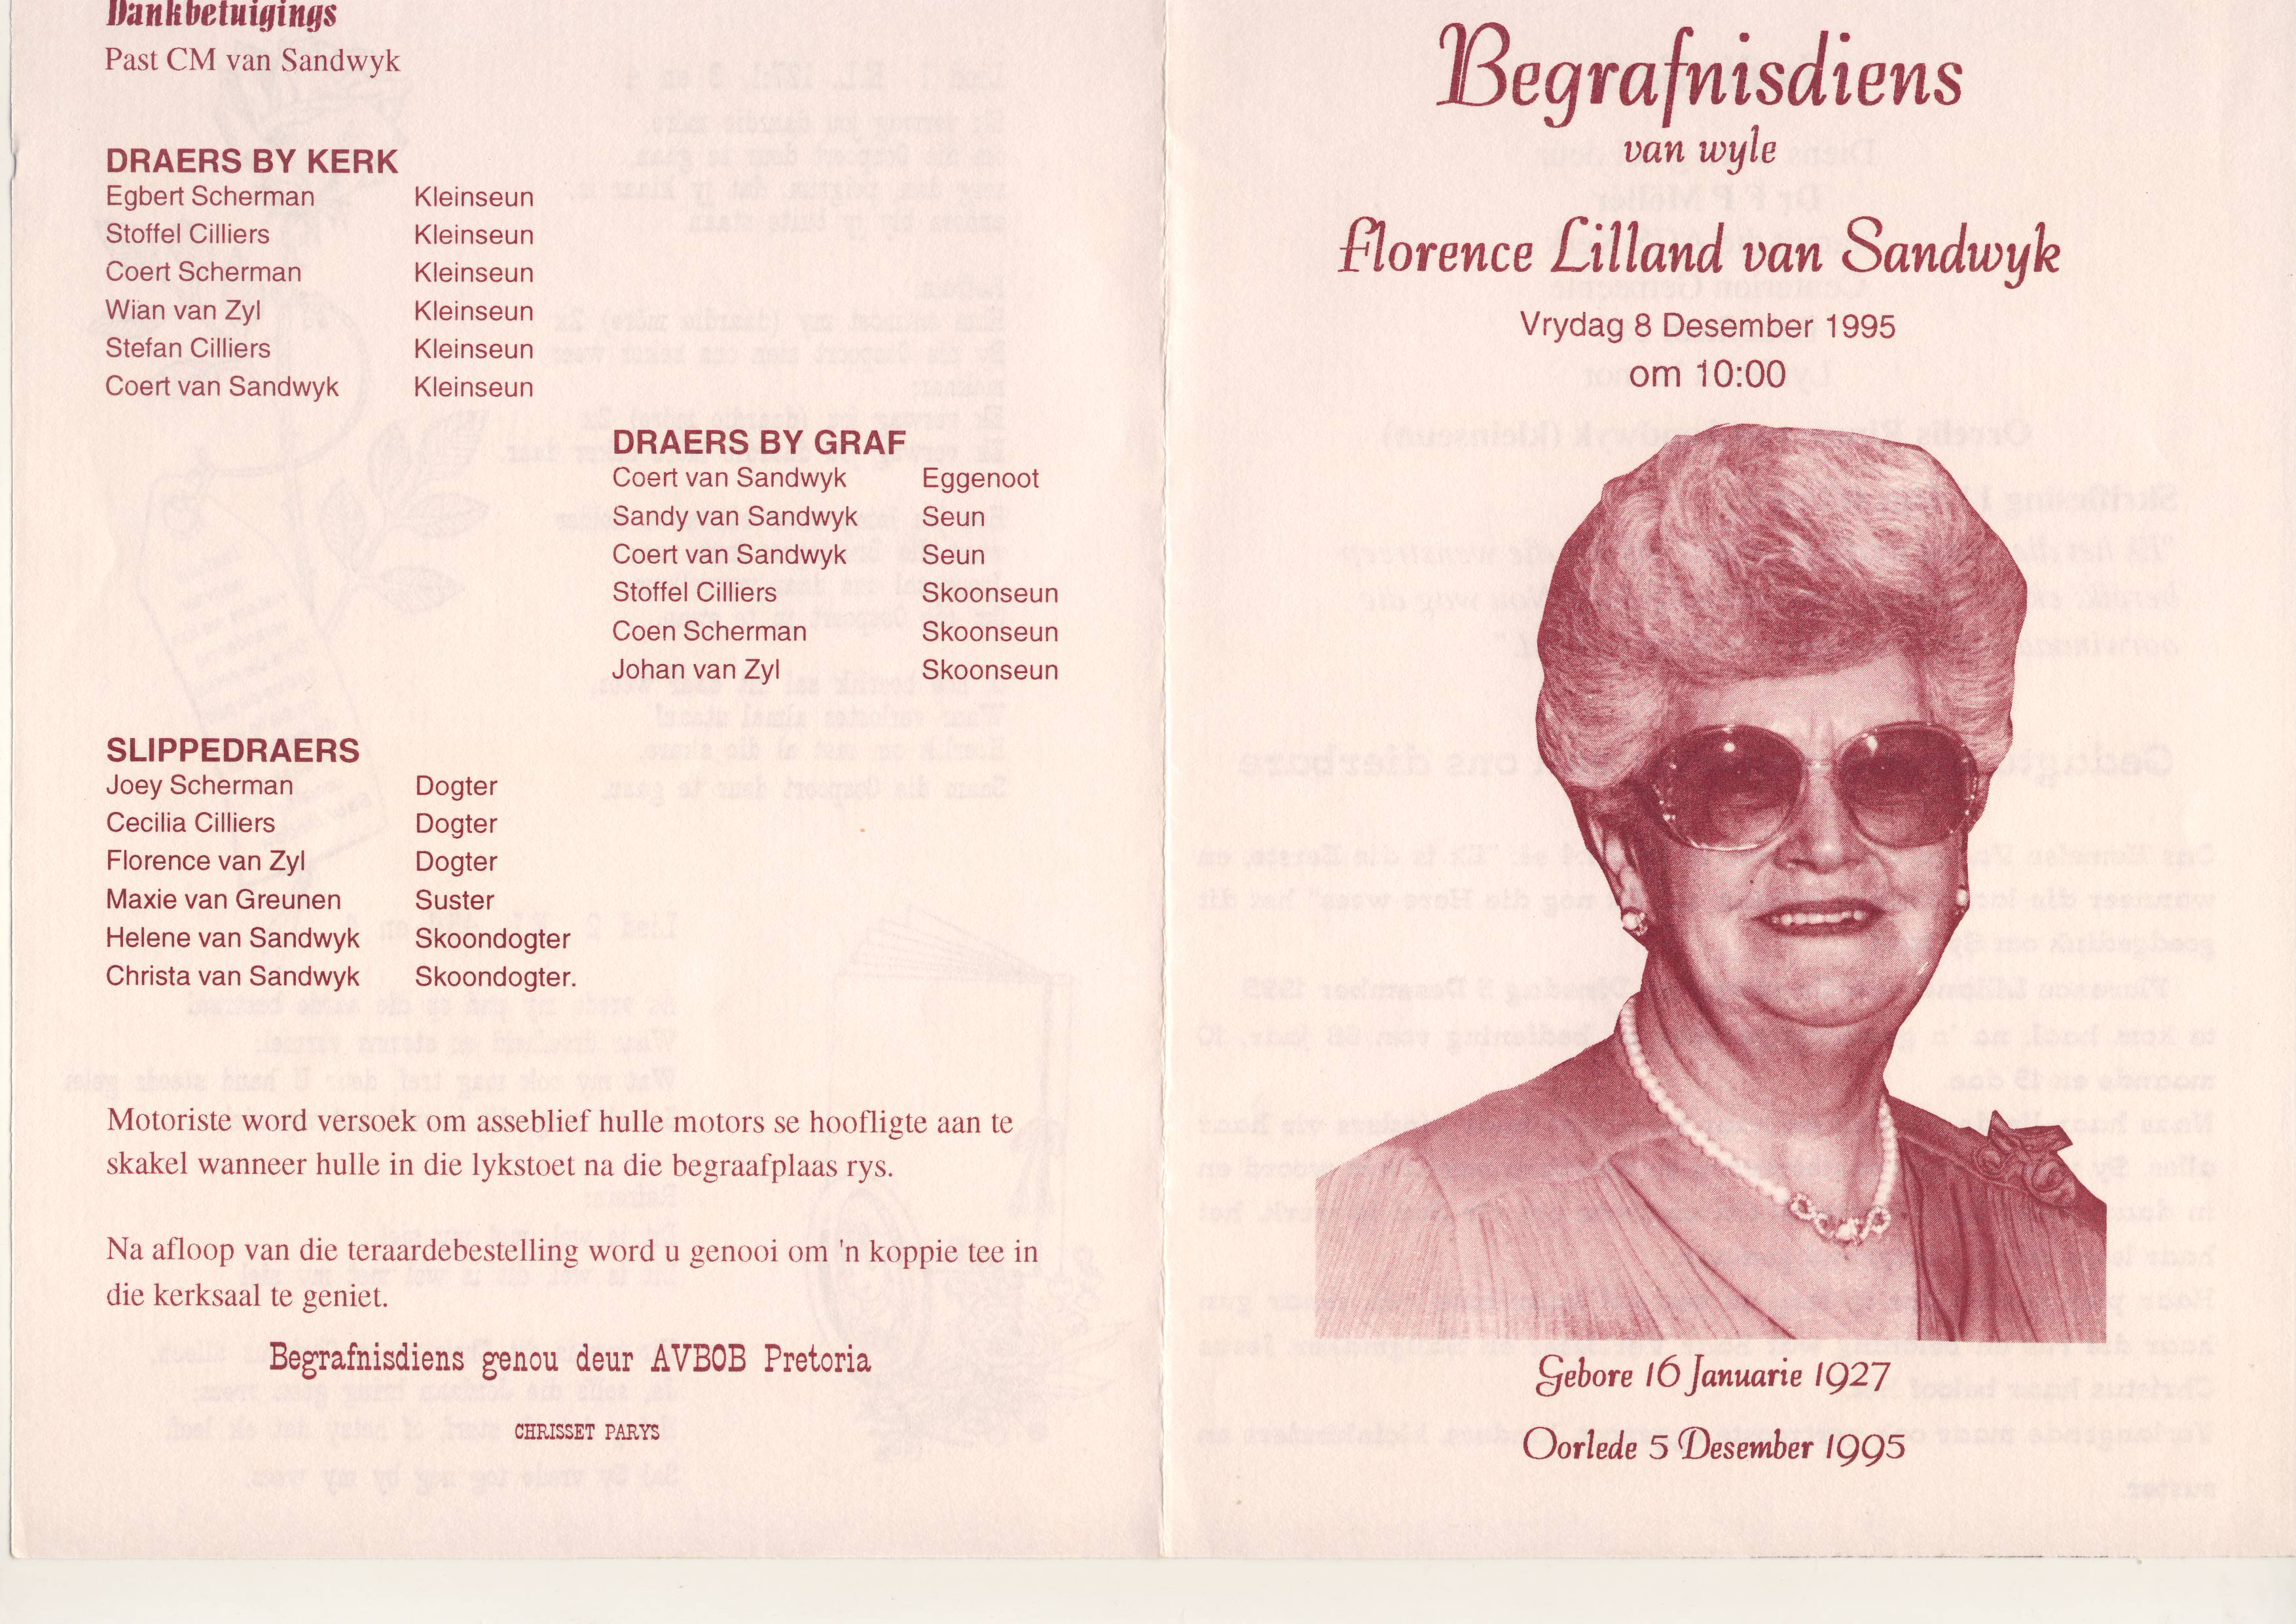 Dankbetuigings
Past CM van Sandwyk
DRAERS BY KERK
Egbert Scherman Kleinseun
Stoffel Cilliers Kleinseun
Coert Scherman Kleinseun
Wian van Zyl Kleinseun
Stefan Cilliers Kleinseun
Coert van Sandwyk Kleinseun
DRAERS BY GRAF
Coert van Sandwyk Eggenoot
Sandy van Sandwyk Seun
Coert van Sandwyk Seun
Stoffel Cilliers Skoonseun
Coen Scherman Skoonseun
Johan van Zyl Skoonseun
SLIPPEDRAERS
Joey Scherman Dogter
Cecilia Cilliers Dogter
Florence van Zyl Dogter
Maxie van Greunen Suster
Helene van Sandwyk Skoondogter
Christa van Sandwyk Skoondogter.
Motoriste word versoek om asseblief hulle motors se hoofligte aan te
skakel wanneer hulle in die lykstoet na die begraafplaas rys.
Na afloop van die teraardebestelling word u genooi om 'n koppie tee in
die kerksaal te geniet.
Begrafnisdiens genou deur AVBOB Pretoria
CHRISSET PARYS
Begrafnisdiens
van wyle
Florence Lilland van Sandwyk
Vrydag 8 Desember 1995
om 10:00
Gebore 16 Januarie 1927
Oorlede 5 Desember 1995